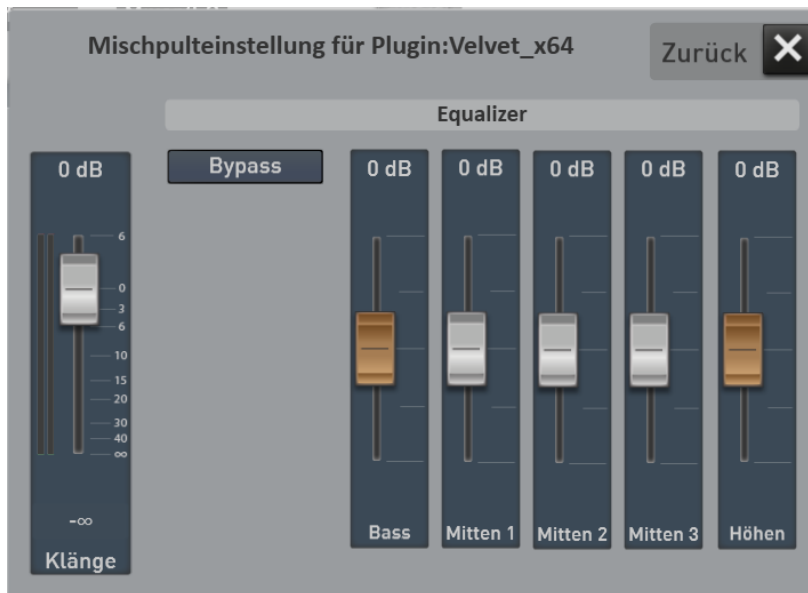 Mischpulteinstellung für Plugin:Velvet_x64
Zurück
Equalizer
0 dB
Bypass
0 dB
0 dB
0 dB
0 dB
0 dB
6
0
3
6
10
15
20
30
40
∞
-∞
Klänge
Bass
Mitten 1
Mitten 2
Mitten 3
Höhen